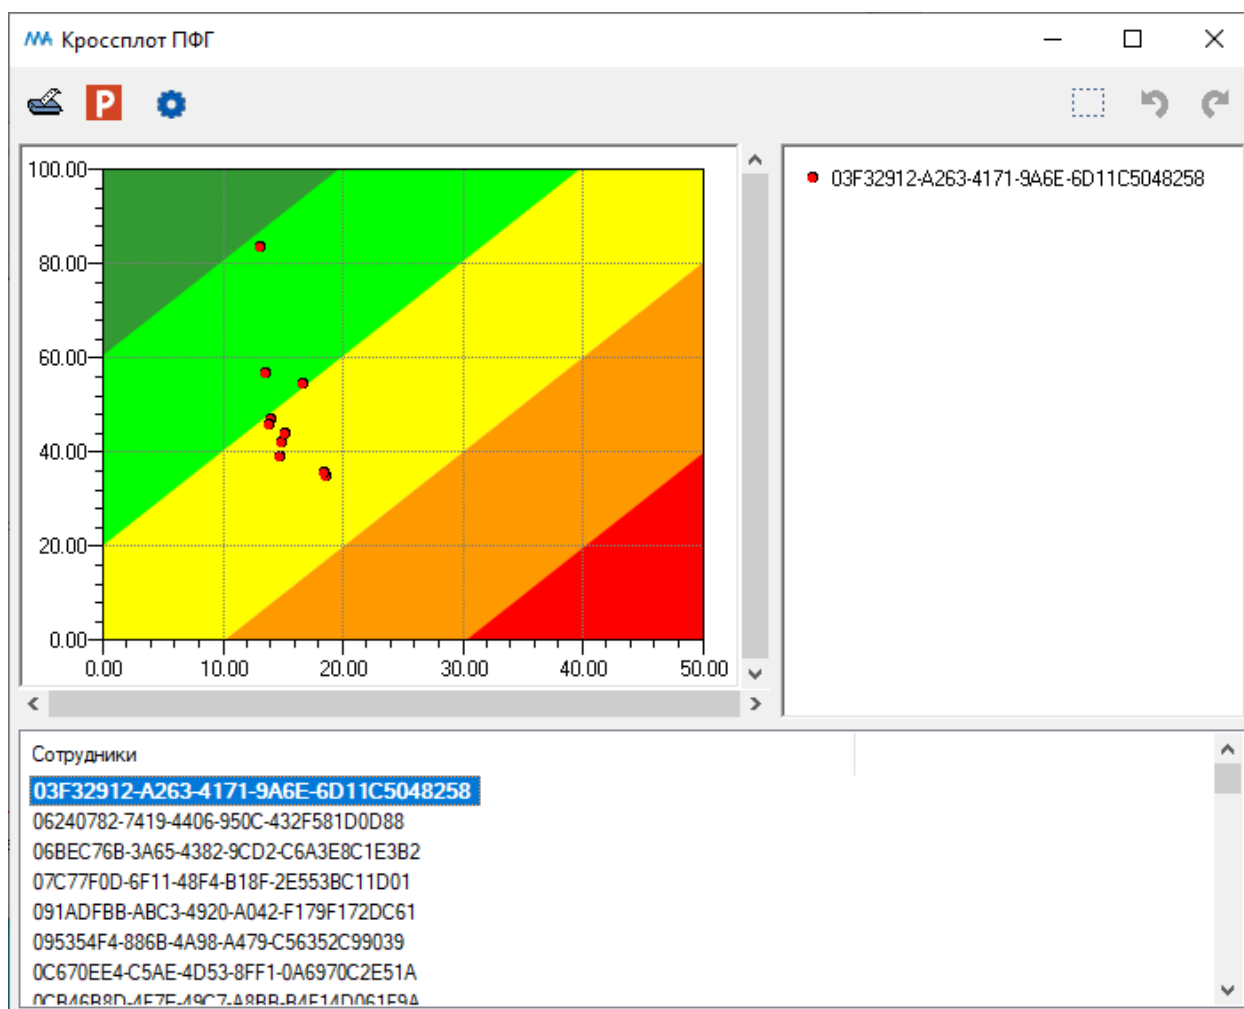 Кроссплот ПФГ
P
100.00
80.00
60.00
40.00
20.00
0.00
0.00 10.00 20.00 30.00 40.00 50.00
03F32912-A263-4171-9A6E-6D11C5048258
Сотрудники
03F32912-A263-4171-9A6E-6D11C5048258
06240782-7419-4406-950C-432F581D0D88
06BEC76B-3A65-4382-9CD2-C6A3E8C1E3B2
07C77F0D-6F11-48F4-B18F-2E553BC11D01
091ADFBB-ABC3-4920-A042-F179F172DC61
095354F4-886B-4A98-A479-C56352C99039
0C670EE4-C5AE-4D53-8FF1-0A6970C2E51A